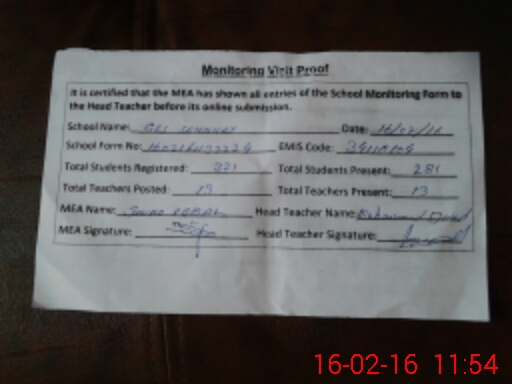 Monitoring Visit Proof
It is certified that the MEA has shown all entries of the School Monitoring Form to
the Head Teacher before its online submission.
School Name: Date: 16/02/16
School Form No: EMIS Code:
Total Students Registered: 321 Total Students Present: 281
Total Teachers Posted: 13 Total Teachers Present: 13
MEA Name: Head Teacher Name:
MEA Signature: Head Teacher Signature:
16-02-16 11:54